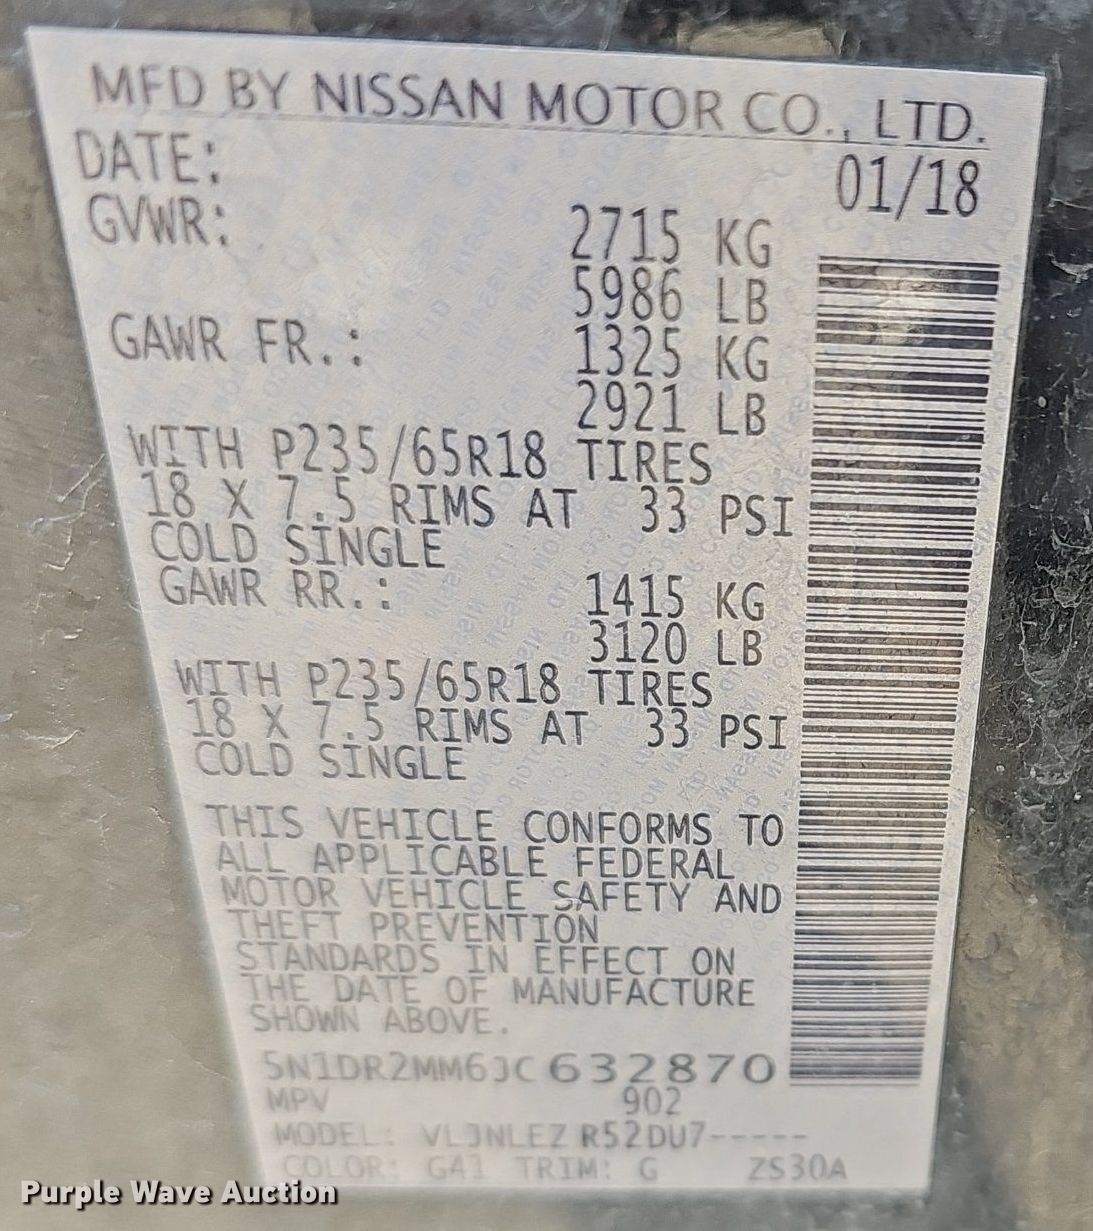 MFD BY NISSAN MOTOR CO., LTD.
DATE: 01/18
GVWR: 2715 KG
5986 LB
GAWR FR.: 1325 KG
2921 LB
WITH P235/65R18 TIRES
18 X 7.5 RIMS AT 33 PSI
COLD SINGLE
GAWR RR.: 1415 KG
3120 LB
WITH P235/65R18 TIRES
18 X 7.5 RIMS AT 33 PSI
COLD SINGLE
THIS VEHICLE CONFORMS TO
ALL APPLICABLE FEDERAL
MOTOR VEHICLE SAFETY AND
THEFT PREVENTION
STANDARDS IN EFFECT ON
THE DATE OF MANUFACTURE
SHOWN ABOVE.
5N1DR2MM6JC632870
MPV 902
MODEL: VLJNLEZ R52DU7-----
COLOR: G41 TRIM: G ZS30A
Purple Wave Auction